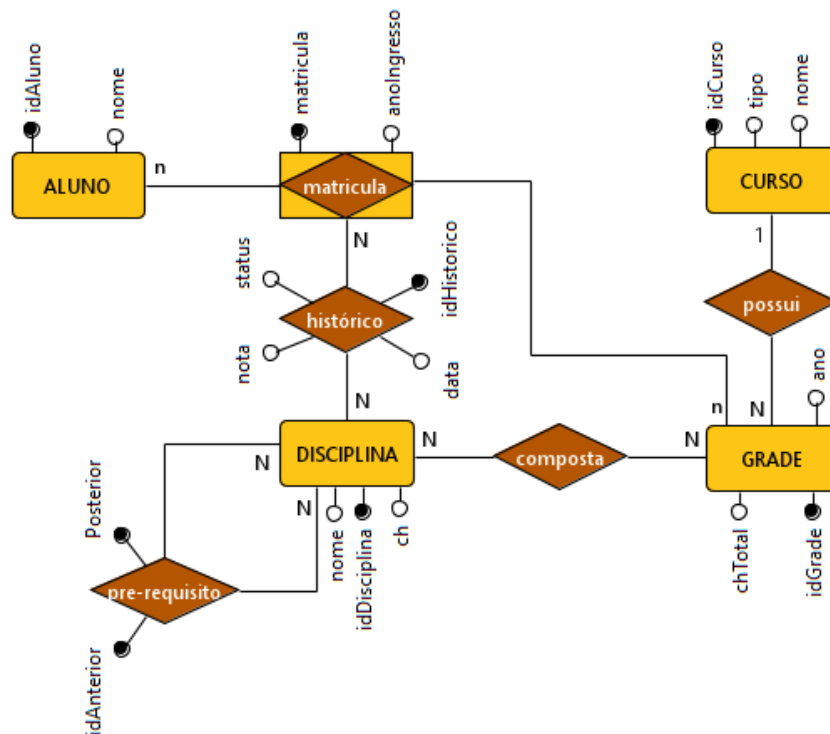 idAluno
nome
matricula
anoIngresso
idCurso
tipo
nome
ALUNO
n
matricula
CURSO
N
1
status
idHistorico
histórico
possui
nota
data
ano
N
n
N
DISCIPLINA
N
N
composta
N
GRADE
N
Posterior
nome
idDisciplina
ch
chTotal
idGrade
pre-requisito
idAnterior